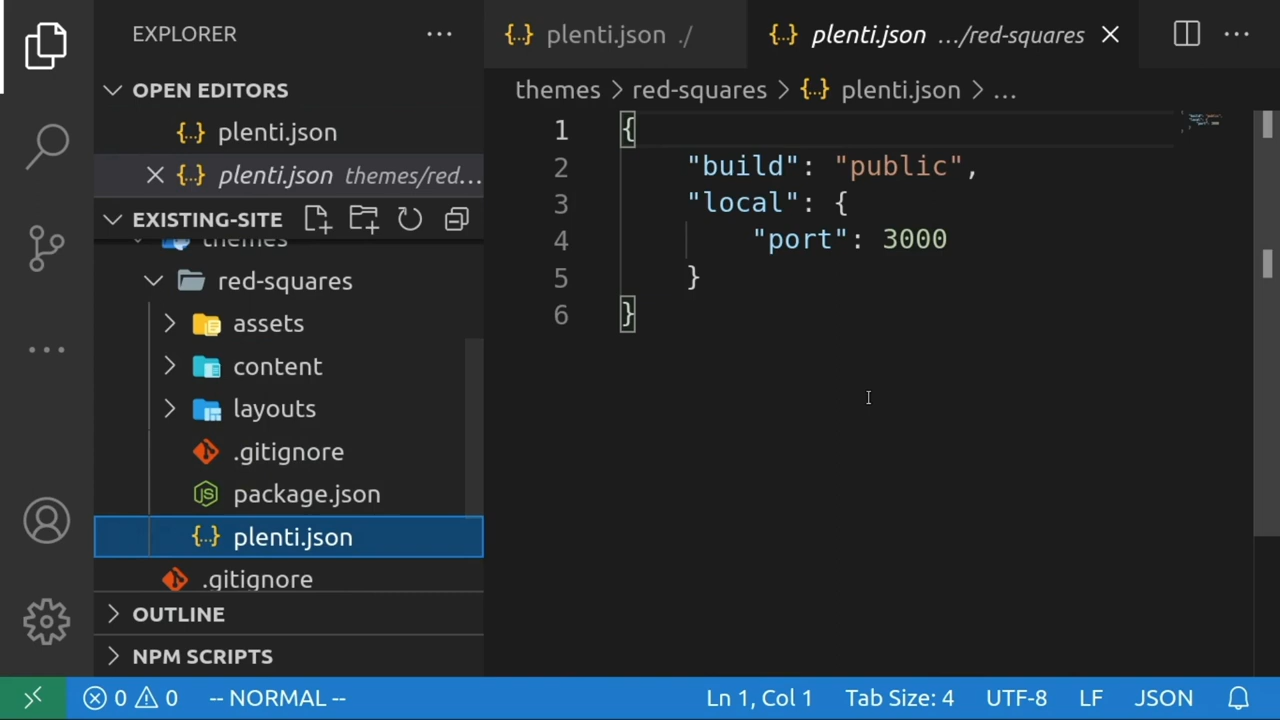 EXPLORER
OPEN EDITORS
plenti.json
plenti.json themes/red...
EXISTING-SITE
themes
red-squares
assets
content
layouts
.gitignore
package.json
plenti.json
.gitignore
OUTLINE
NPM SCRIPTS
plenti.json ./
plenti.json .../red-squares
themes > red-squares > {..} plenti.json > ...
1 {
2 "build": "public",
3 "local": {
4 "port": 3000
5 }
6 }
0 0 -- NORMAL -- Ln 1, Col 1 Tab Size: 4 UTF-8 LF JSON